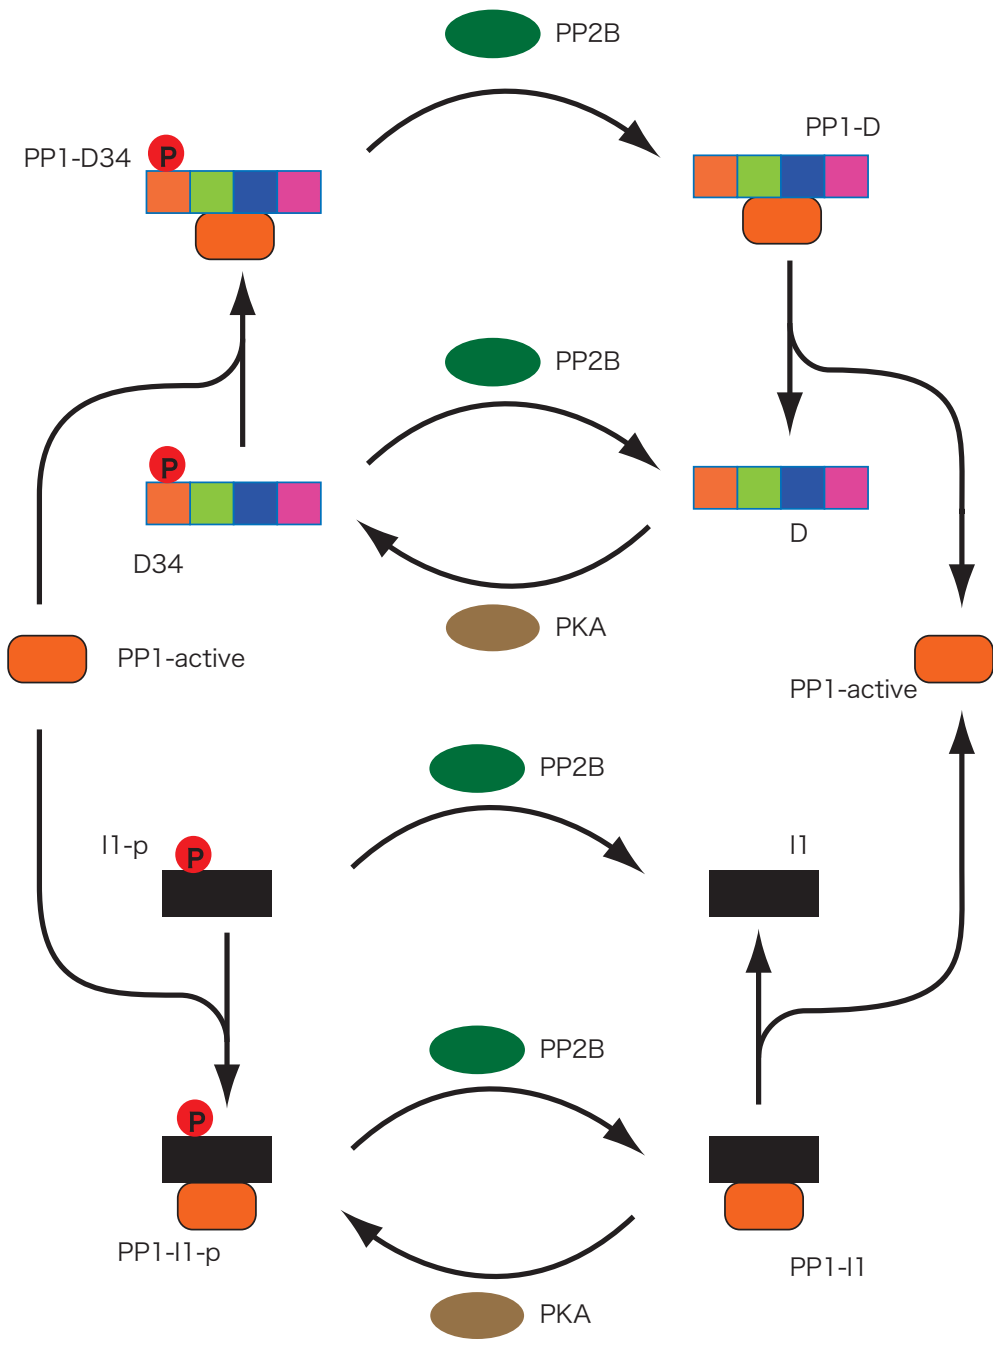 PP2B
PP1-D
PP1-D34
P
PP2B
P
D
D34
PKA
PP1-active
PP1-active
PP2B
I1-p
P
I1
PP2B
P
PP1-I1-p
PP1-I1
PKA